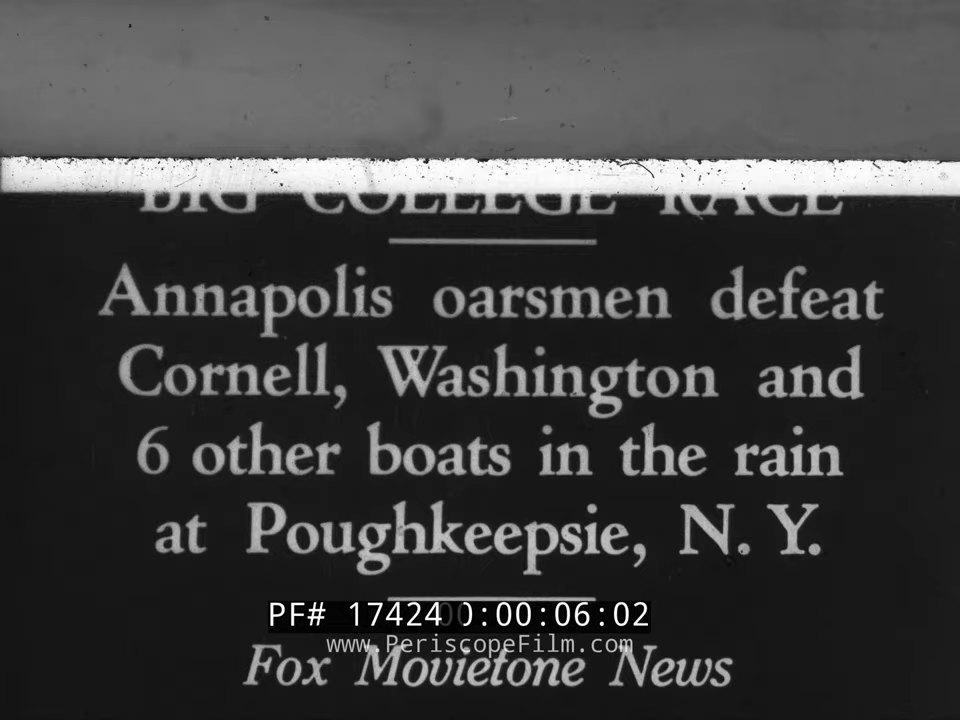 BIG COLLEGE RACE
Annapolis oarsmen defeat
Cornell, Washington and
6 other boats in the rain
at Poughkeepsie, N. Y.
PF# 17424 0:00:06:02
www.PeriscopeFilm.com
Fox Movietone News